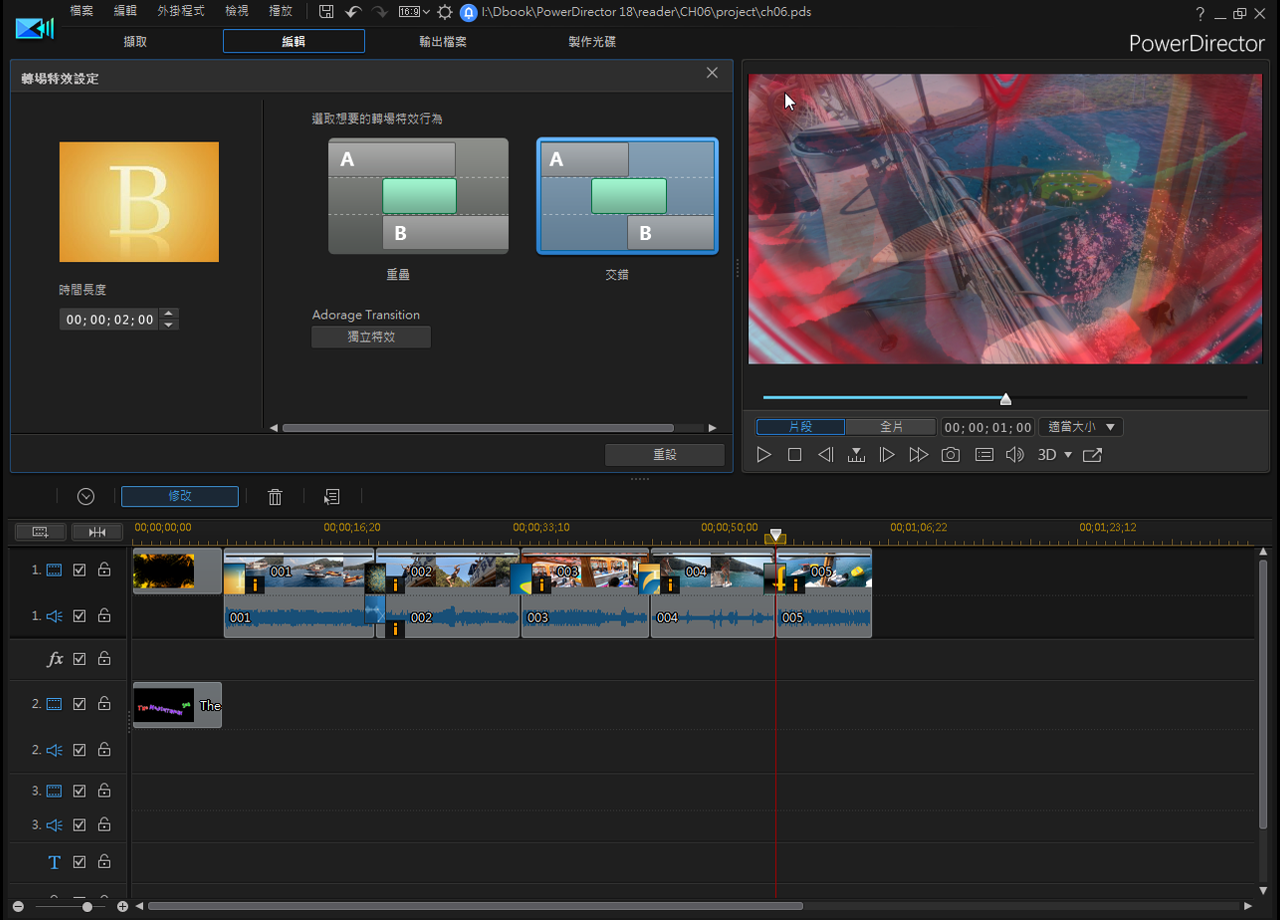 檔案 編輯 外掛程式 檢視 播放 16:9 I:\Dbook\PowerDirector 18\reader\CH06\project\ch06.pds ?
擷取 編輯 輸出檔案 製作光碟 PowerDirector
轉場特效設定
選取想要的轉場特效行為
A A
B
B B
重疊 交錯
時間長度
00;00;02;00
Adorage Transition
獨立特效
重設
片段 全片 00;00;01;00 適當大小
3D
修改
00;00;00;00 00;00;16;20 00;00;33;10 00;00;50;00 00;01;06;22 00;01;23;12
1. 001 002 003 004 005
1. 001 002 003 004 005
fx
2. The
2.
3.
3.
T